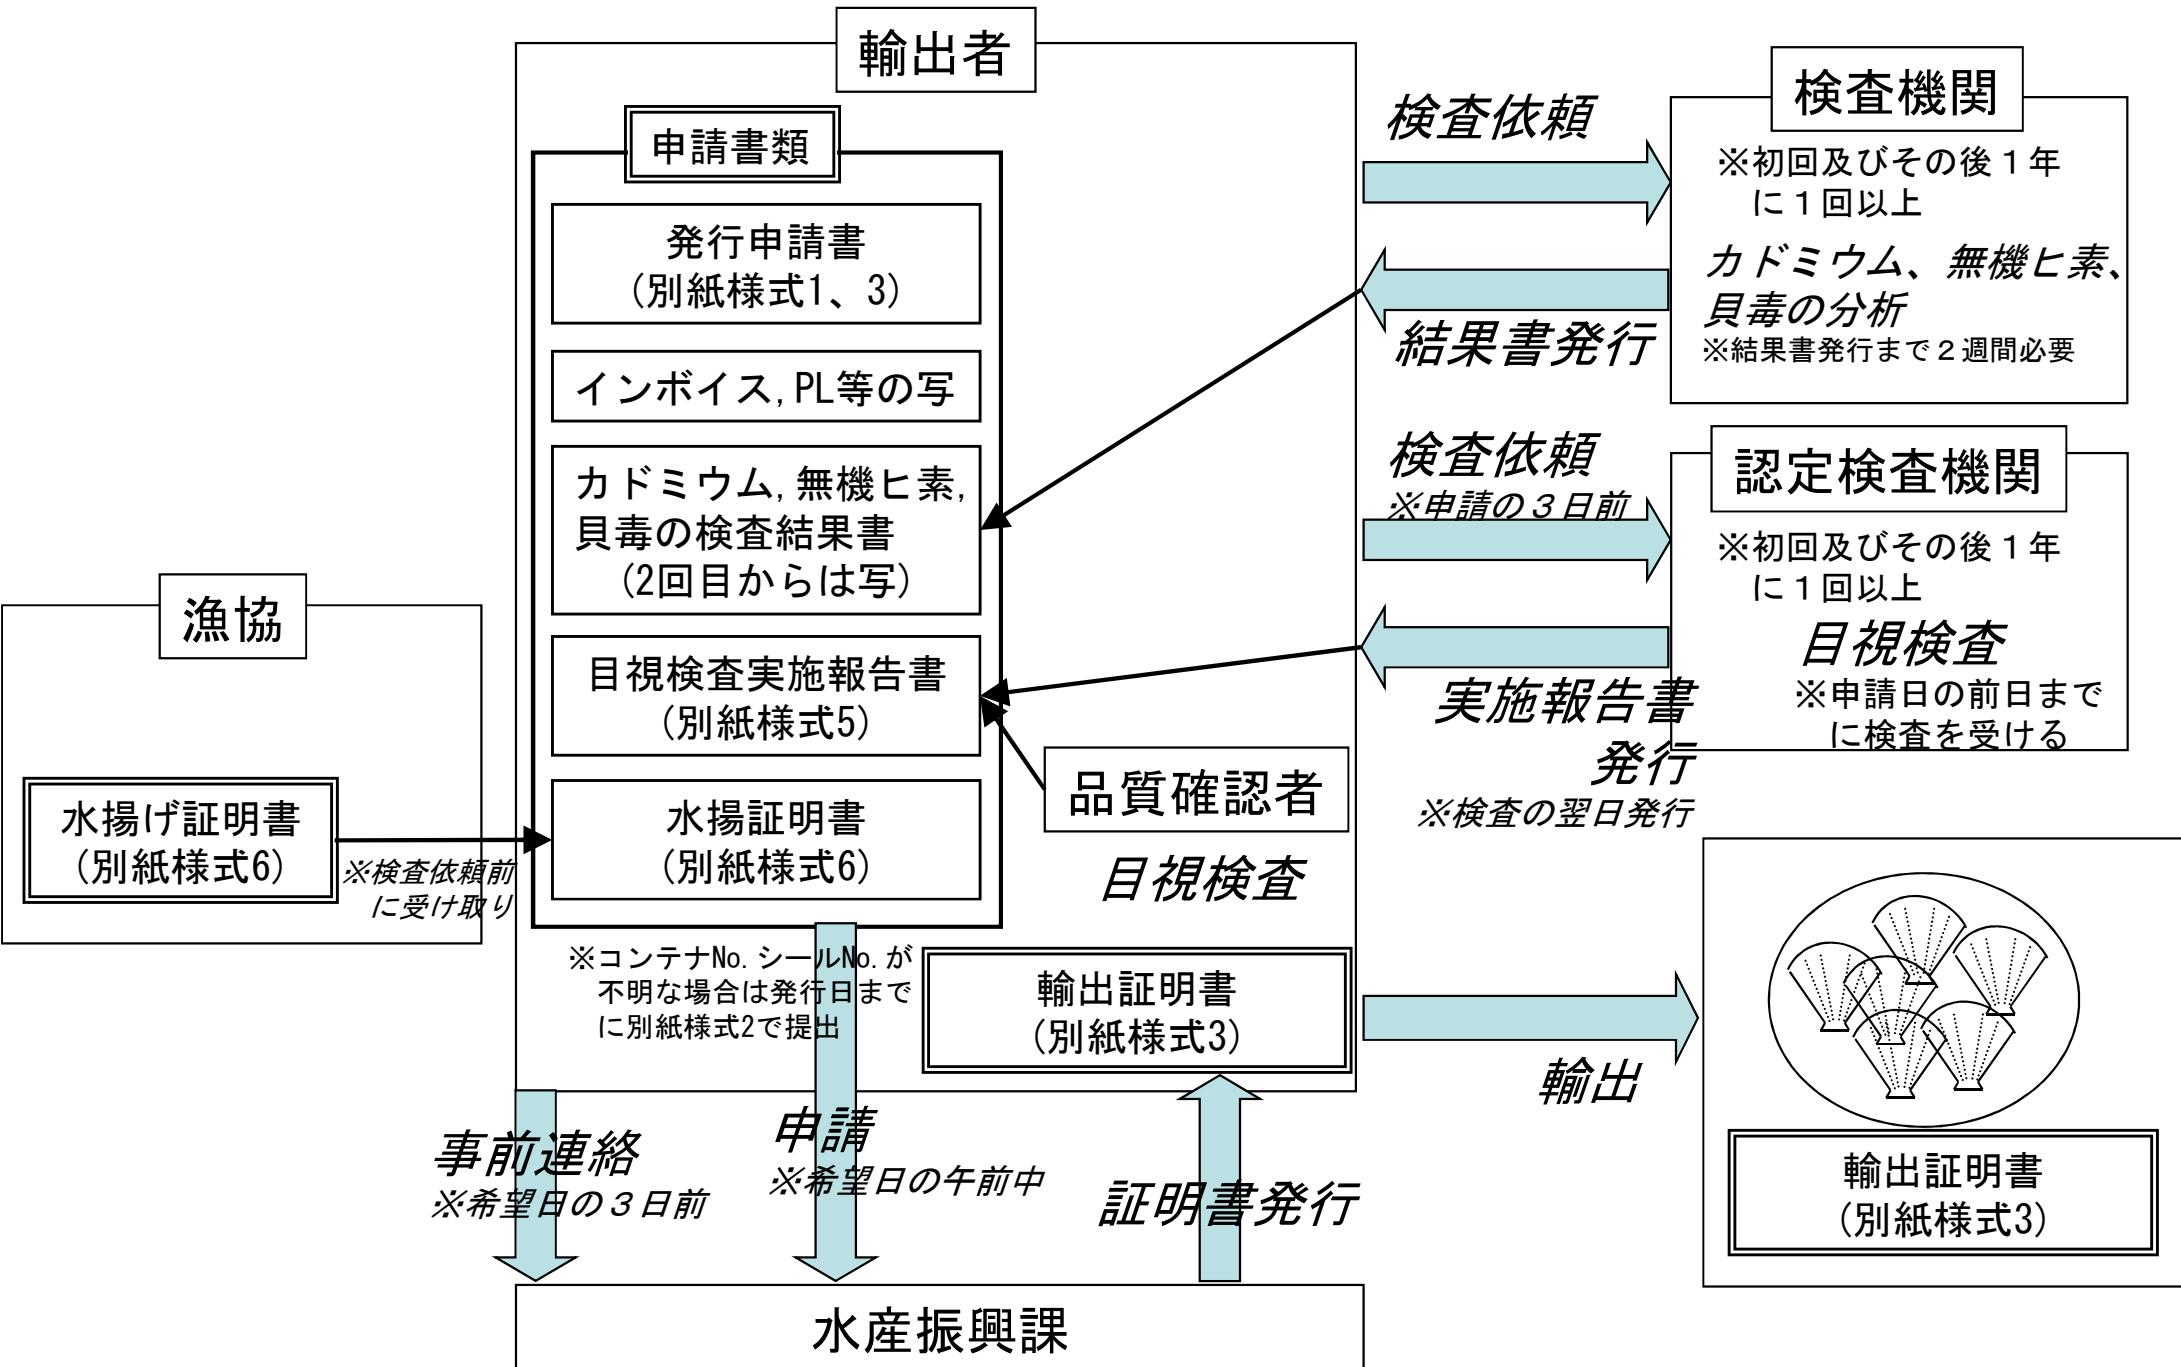 輸出者
申請書類
発行申請書
(別紙様式1、3)
インボイス,PL等の写
カドミウム,無機ヒ素,
貝毒の検査結果書
(2回目からは写)
目視検査実施報告書
(別紙様式5)
水揚証明書
(別紙様式6)
※コンテナNo.シールNo.が
不明な場合は発行日まで
に別紙様式2で提出
品質確認者
目視検査
輸出証明書
(別紙様式3)
漁協
水揚げ証明書
(別紙様式6)
※検査依頼前
に受け取り
検査依頼
結果書発行
検査機関
※初回及びその後1年
に1回以上
カドミウム、無機ヒ素、
貝毒の分析
※結果書発行まで2週間必要
検査依頼
※申請の3日前
実施報告書
発行
※検査の翌日発行
認定検査機関
※初回及びその後1年
に1回以上
目視検査
※申請日の前日まで
に検査を受ける
輸出
輸出証明書
(別紙様式3)
事前連絡
※希望日の3日前
申請
※希望日の午前中
証明書発行
水産振興課